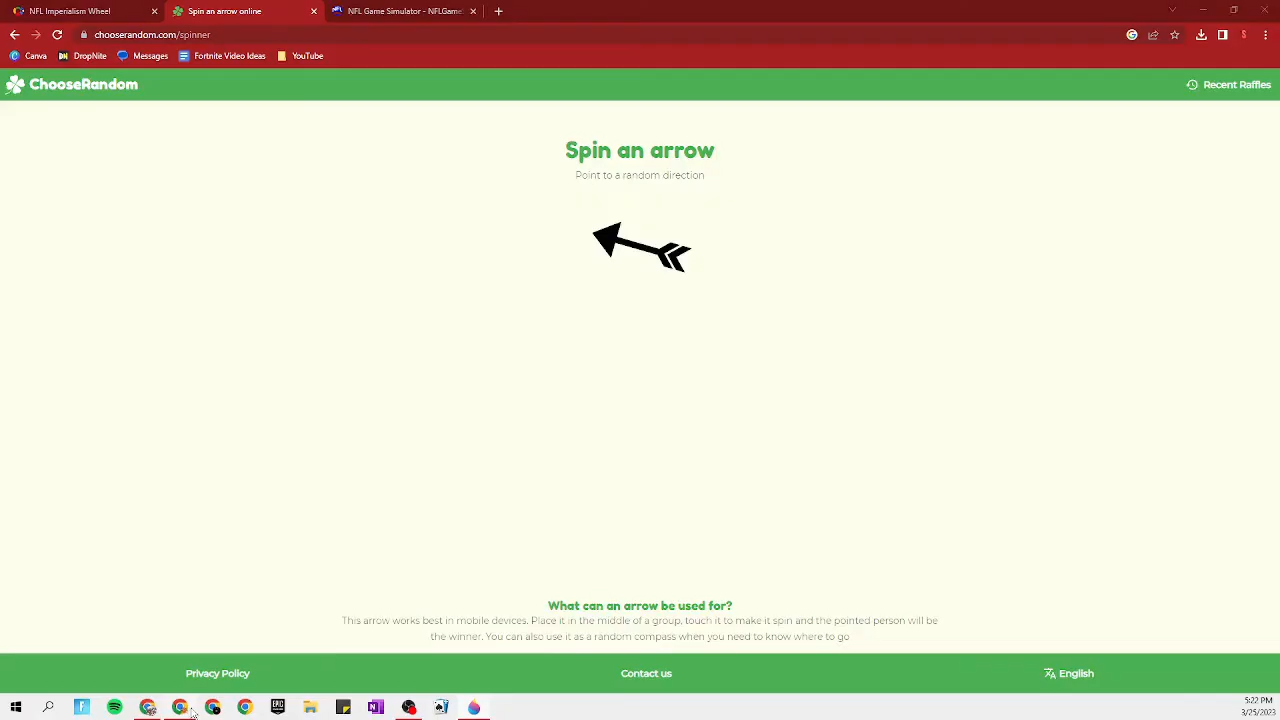 NFL Imperialism Wheel
Spin an arrow online
NFL Game Simulator - NFLGame
chooserandom.com/spinner
Canva
DropNite
Messages
Fortnite Video Ideas
YouTube
ChooseRandom
Recent Raffles
Spin an arrow
Point to a random direction
What can an arrow be used for?
This arrow works best in mobile devices. Place it in the middle of a group, touch it to make it spin and the pointed person will be
the winner. You can also use it as a random compass when you need to know where to go
Privacy Policy
Contact us
English
5:22 PM
3/25/2023